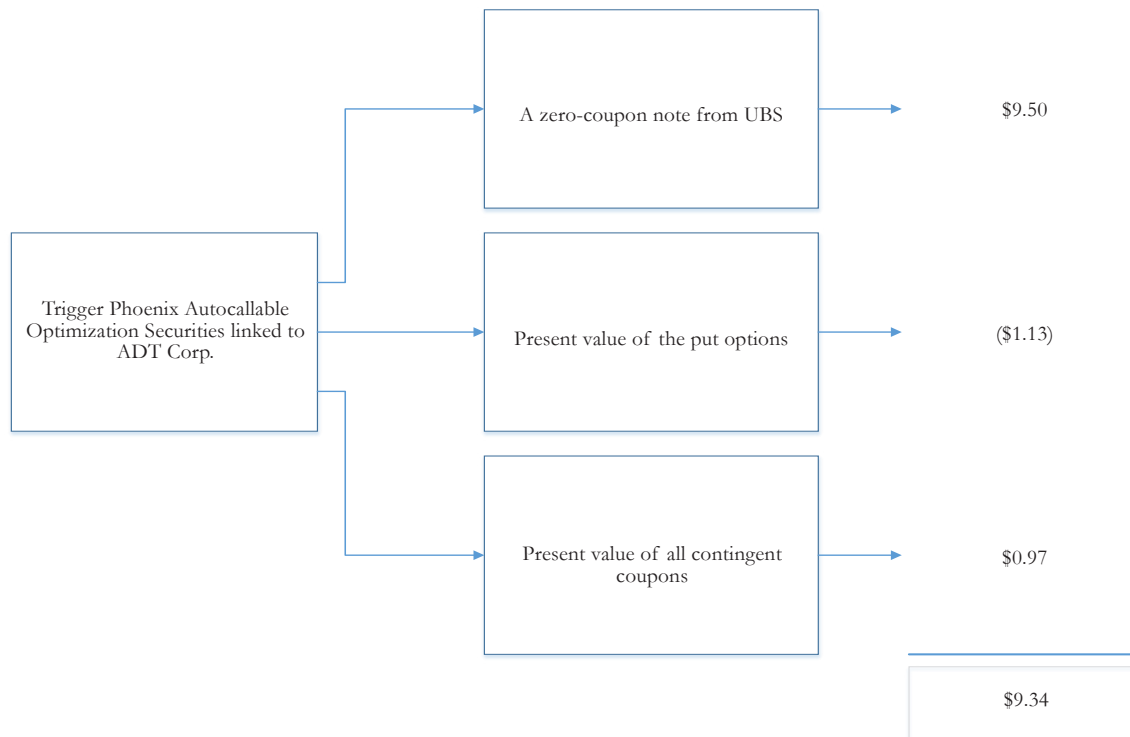 A zero-coupon note from UBS
$9.50
Trigger Phoenix Autocallable
Optimization Securities linked to
ADT Corp.
Present value of the put options
($1.13)
Present value of all contingent
coupons
$0.97
$9.34